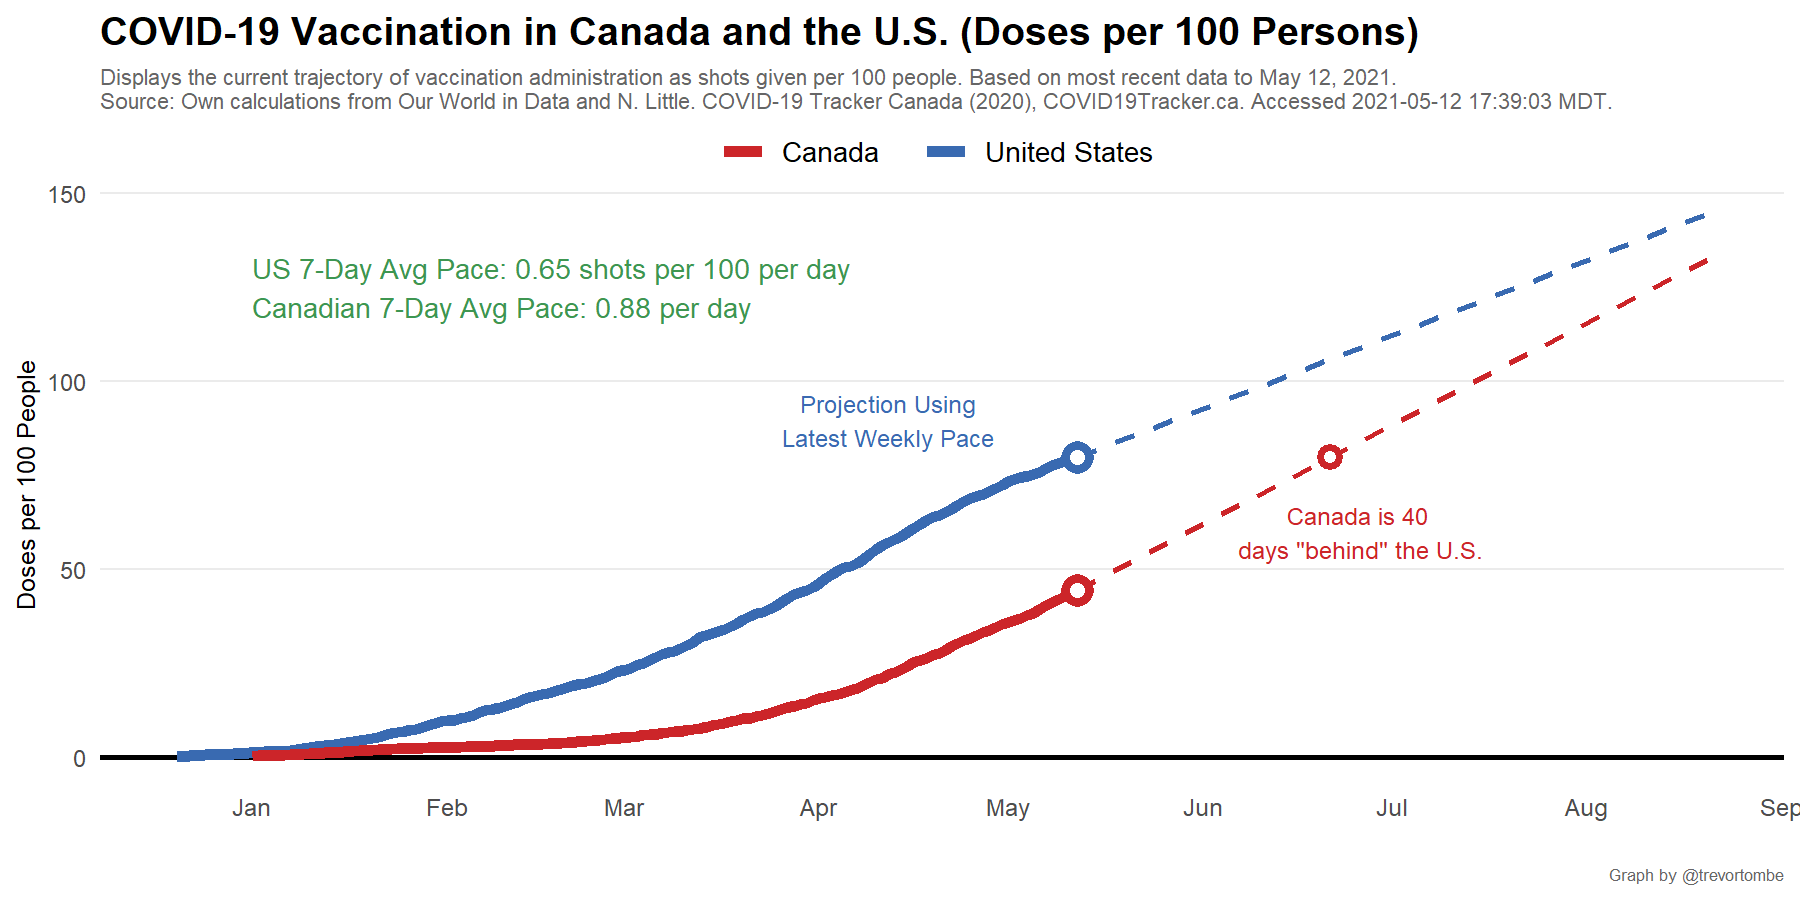 COVID-19 Vaccination in Canada and the U.S. (Doses per 100 Persons)
Displays the current trajectory of vaccination administration as shots given per 100 people. Based on most recent data to May 12, 2021.
Source: Own calculations from Our World in Data and N. Little. COVID-19 Tracker Canada (2020), COVID19Tracker.ca. Accessed 2021-05-12 17:39:03 MDT.
Canada
United States
150
US 7-Day Avg Pace: 0.65 shots per 100 per day
Canadian 7-Day Avg Pace: 0.88 per day
100
Projection Using
Latest Weekly Pace
Canada is 40
days "behind" the U.S.
50
0
Doses per 100 People
Jan
Feb
Mar
Apr
May
Jun
Jul
Aug
Sep
Graph by @trevortombe